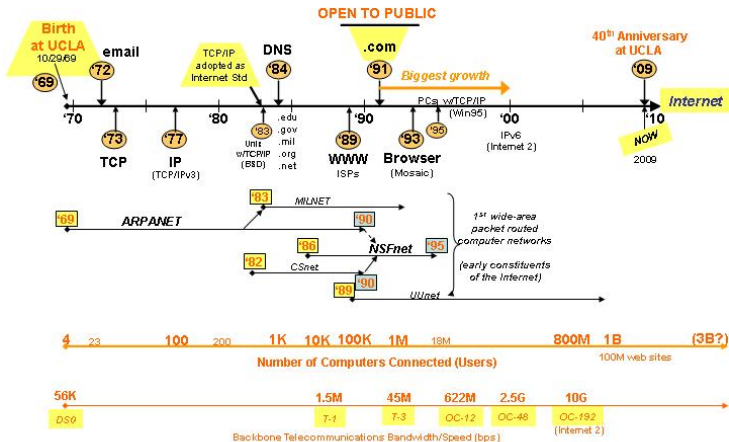 OPEN TO PUBLIC
Birth
at UCLA
10/29/69
email
TCP/IP
adopted as
Internet Std
DNS
.com
40th Anniversary
at UCLA
'69
'72
'84
'91
Biggest growth
'09
PCs w/TCP/IP
(Win95)
Internet
'70
'80
'90
'00
'10
'73
'77
'83
.edu
.gov
.mil
.org
.net
'89
'93
'95
IPv6
(Internet 2)
NOW
2009
TCP
IP
(TCP/IPv3)
Unix
w/TCP/IP
(BSD)
WWW
ISPs
Browser
(Mosaic)
'83
MILNET
'69
ARPANET
'90
'86
NSFnet
'95
'82
CSnet
'90
'89
UUnet
1st wide-area
packet routed
computer networks
(early constituents
of the Internet)
4 23 100 200 1K 10K 100K 1M 18M 800M 1B (3B?)
Number of Computers Connected (Users)
100M web sites
56K 1.5M 45M 622M 2.5G 10G
DS0 T-1 T-3 OC-12 OC-48 OC-192
(Internet 2)
Backbone Telecommunications Bandwidth/Speed (bps)